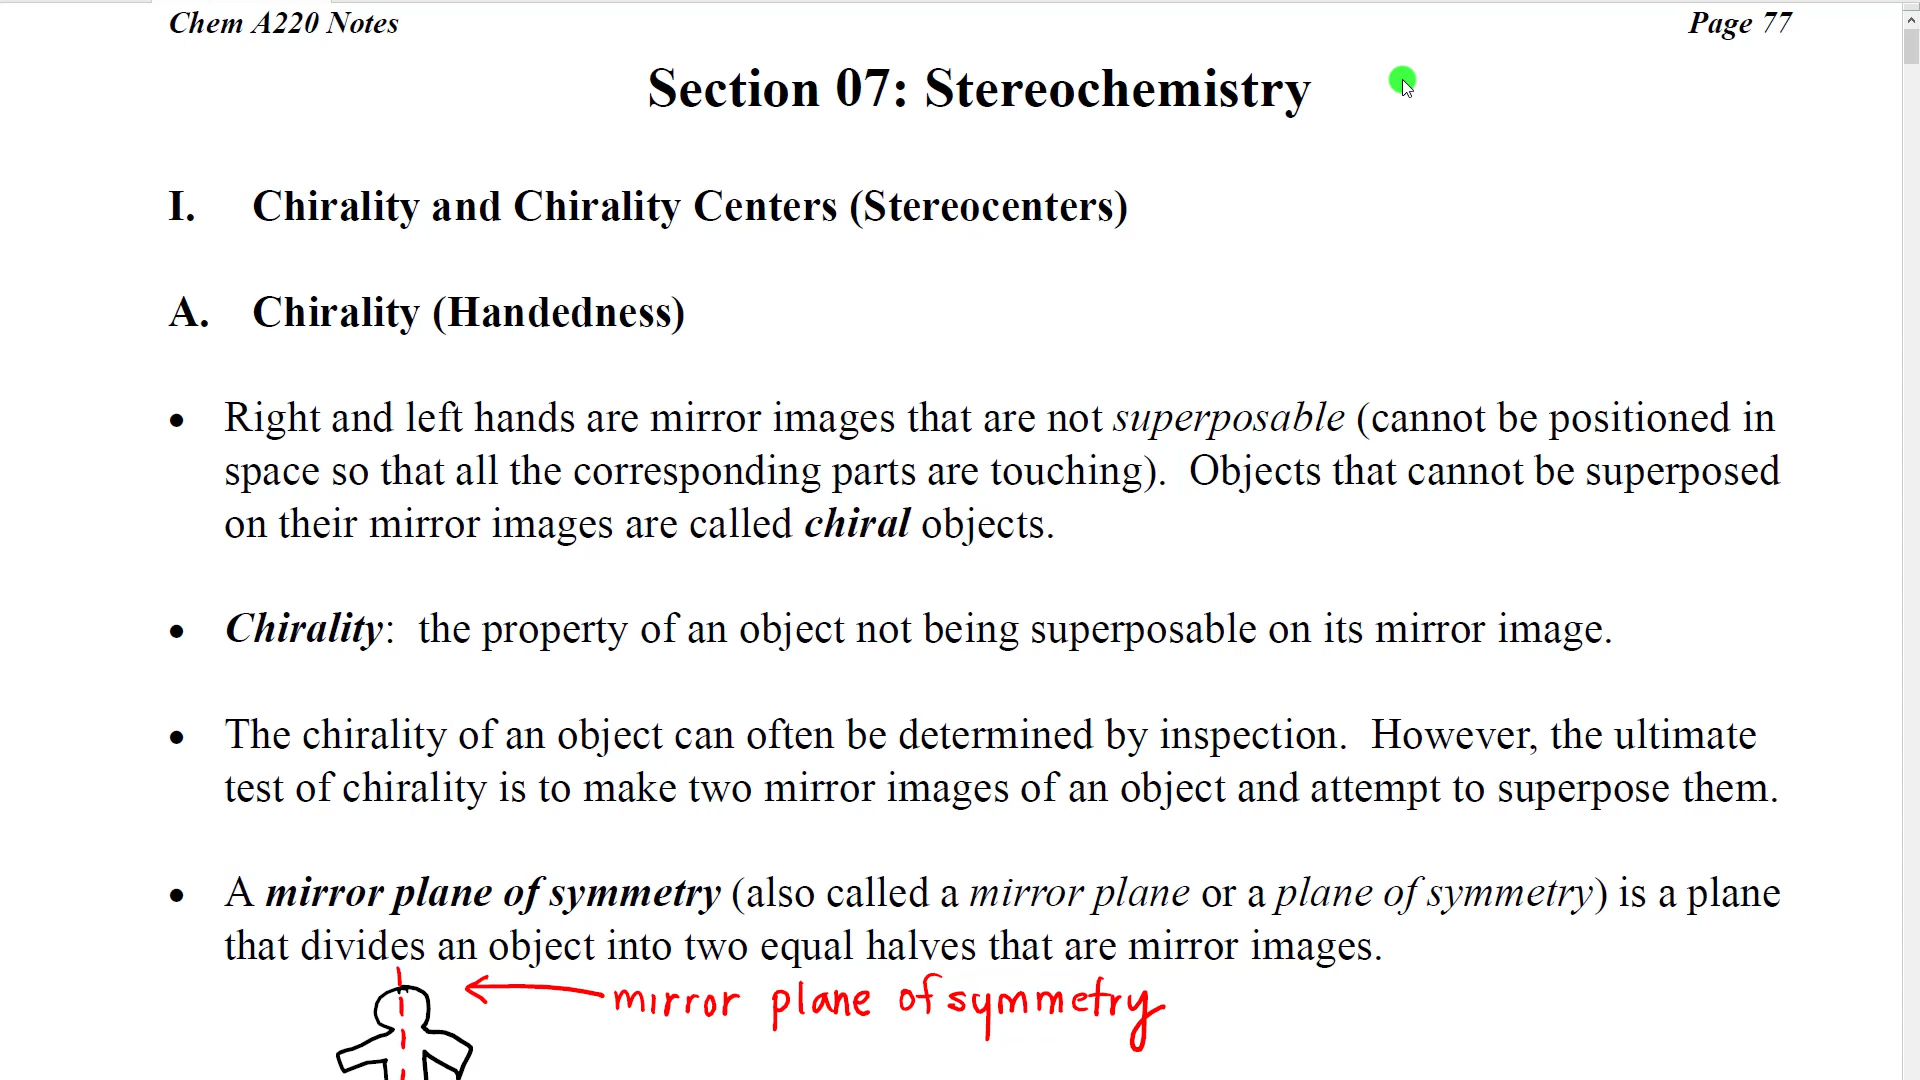 Chem A220 Notes Page 77
Section 07: Stereochemistry
I. Chirality and Chirality Centers (Stereocenters)
A. Chirality (Handedness)
• Right and left hands are mirror images that are not superposable (cannot be positioned in
space so that all the corresponding parts are touching). Objects that cannot be superposed
on their mirror images are called chiral objects.
• Chirality: the property of an object not being superposable on its mirror image.
• The chirality of an object can often be determined by inspection. However, the ultimate
test of chirality is to make two mirror images of an object and attempt to superpose them.
• A mirror plane of symmetry (also called a mirror plane or a plane of symmetry) is a plane
that divides an object into two equal halves that are mirror images.
mirror plane of symmetry